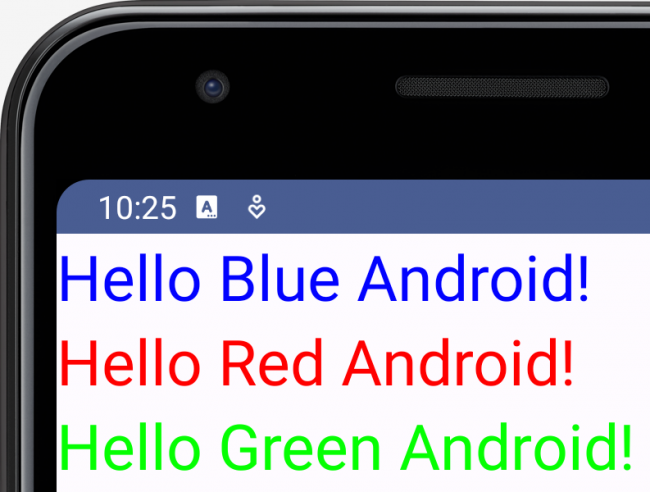 10:25 A
Hello Blue Android!
Hello Red Android!
Hello Green Android!